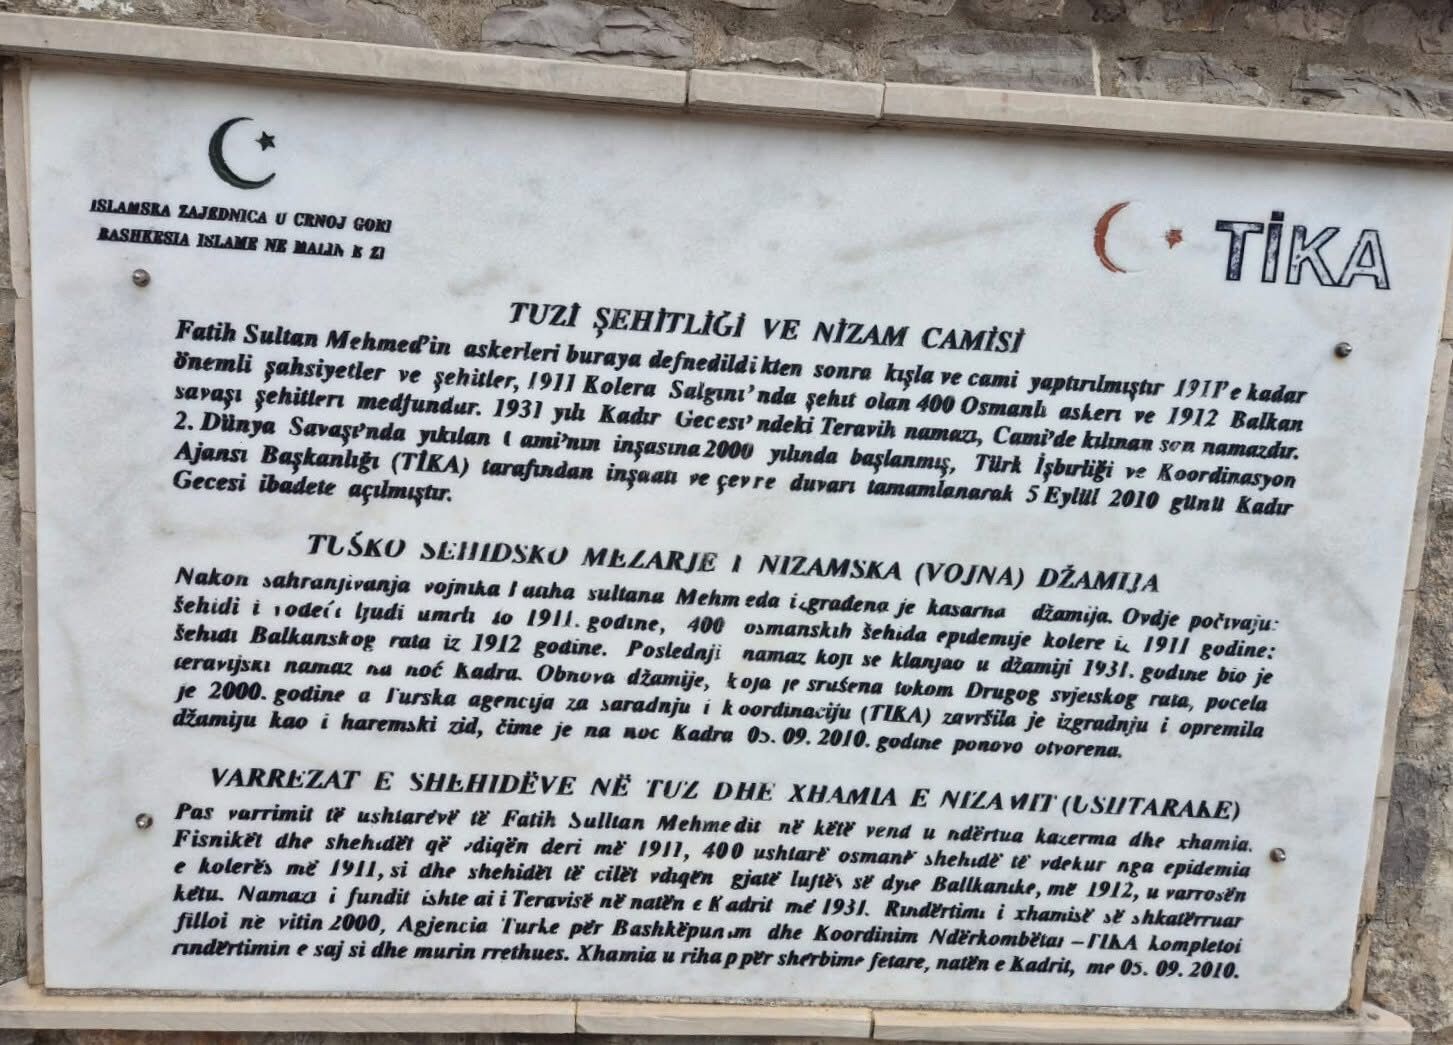 ISLAMSKA ZAJEDNICA U CRNOJ GORI
BASHKESIA ISLAME NE MALIN E ZI
TİKA
TUZİ ŞEHİTLİĞİ VE NİZAM CAMİSİ
Fatih Sultan Mehmed'in askerleri buraya defnedildikten sonra kışla ve cami yaptırılmıştır 1911'e kadar
önemli şahsiyetler ve şehitler, 1911 Kolera Salgını'nda şehit olan 400 Osmanlı askeri ve 1912 Balkan
savaşı şehitleri medfundur. 1931 yılı Kadir Gecesi'ndeki Teravih namazı, Cami'de kılınan son namazdır.
2. Dünya Savaşı'nda yıkılan Cami'nin inşasına 2000 yılında başlanmış, Türk İşbirliği ve Koordinasyon
Ajansı Başkanlığı (TİKA) tarafından inşaatı ve çevre duvarı tamamlanarak 5 Eylül 2010 günü Kadir
Gecesi ibadete açılmıştır.
TUŠKO ŠEHIDSKO MEZARJE I NIZAMSKA (VOJNA) DŽAMIJA
Nakon sahranjivanja vojnika Fatiha sultana Mehmeda izgrađena je kasarna džamija. Ovdje počivaju:
šehidi i vodeći ljudi umrli to 1911. godine, 400 osmanskih šehida epidemije kolere iz 1911 godine;
šehidi Balkanskog rata iz 1912 godine. Poslednji namaz koji se klanjao u džamiji 1931. godine bio je
teravijski namaz na noć Kadra. Obnova džamije, koja je srušena tokom Drugog svjetskog rata, pocela
je 2000. godine a Turska agencija za saradnju i koordinaciju (TIKA) završila je izgradnju i opremila
džamiju kao i haremski zid, čime je na noc Kadra 05. 09. 2010. godine ponovo otvorena.
VARREZAT E SHEHIDËVE NË TUZ DHE XHAMIA E NIZAMIT (USHTARAKE)
Pas varrimit të ushtarëvë të Fatih Sulltan Mehmedit në këtë vend u ndërtua kazerma dhe xhamia.
Fisnikët dhe shehidët që vdiqën deri më 1911, 400 ushtarë osmanë shehidë të vdekur nga epidemia
e kolerës më 1911, si dhe shehidët të cilët vdiqën gjatë luftës së dytë Ballkanike, më 1912, u varrosën
këtu. Namazi i fundit ishte ai i Teravisë në natën e Kadrit më 1931. Rindërtimi i xhamisë së shkatërruar
filloi ne vitin 2000, Agjencia Turke për Bashkëpunim dhe Koordinim Ndërkombëtar – TIKA kompletoi
rindërtimin e saj si dhe murin rrethues. Xhamia u rihap për sherbime fetare, natën e Kadrit, me 05. 09. 2010.